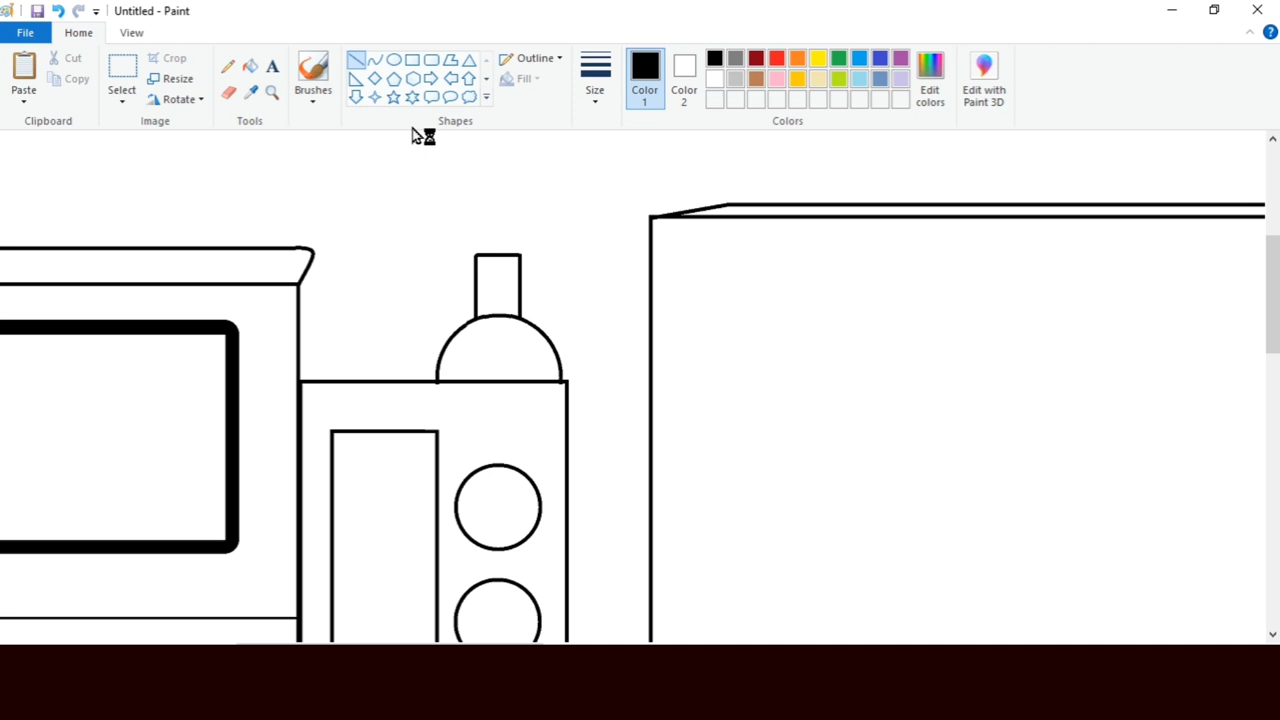 Untitled - Paint
File Home View
Paste
Cut
Copy
Clipboard
Select
Crop
Resize
Rotate
Image
A
Tools
Brushes
Outline
Fill
Shapes
Size
Color
1
Color
2
Edit
colors
Colors
Edit with
Paint 3D
?